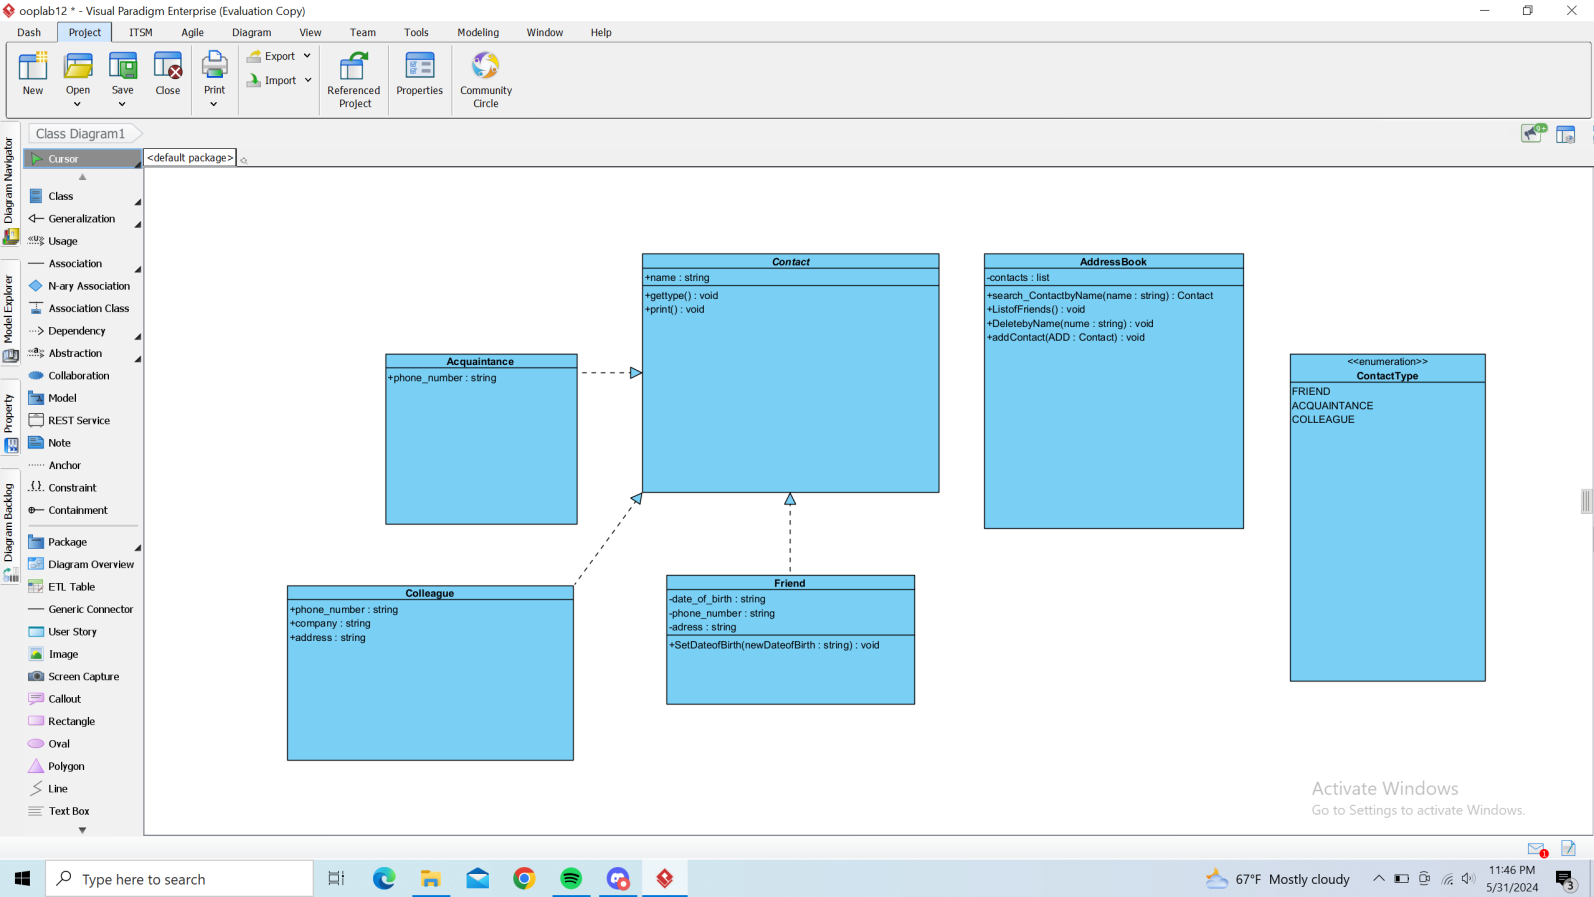 ooplab12 * - Visual Paradigm Enterprise (Evaluation Copy)
Dash Project ITSM Agile Diagram View Team Tools Modeling Window Help
New Open Save Close Print Export Import Referenced Project Properties Community Circle
Class Diagram1
Diagram Navigator
Model Explorer
Property
Diagram Backlog
Cursor
Class
Generalization
Usage
Association
N-ary Association
Association Class
Dependency
Abstraction
Collaboration
Model
REST Service
Note
Anchor
Constraint
Containment
Package
Diagram Overview
ETL Table
Generic Connector
User Story
Image
Screen Capture
Callout
Rectangle
Oval
Polygon
Line
Text Box
<default package>
Contact
+name : string
+gettype() : void
+print() : void
AddressBook
-contacts : list
+search_ContactbyName(name : string) : Contact
+ListofFriends() : void
+DeletebyName(nume : string) : void
+addContact(ADD : Contact) : void
Acquaintance
+phone_number : string
<<enumeration>>
ContactType
FRIEND
ACQUAINTANCE
COLLEAGUE
Colleague
+phone_number : string
+company : string
+address : string
Friend
-date_of_birth : string
-phone_number : string
-adress : string
+SetDateofBirth(newDateofBirth : string) : void
Activate Windows
Go to Settings to activate Windows.
1
Type here to search
67°F Mostly cloudy
11:46 PM
5/31/2024
3